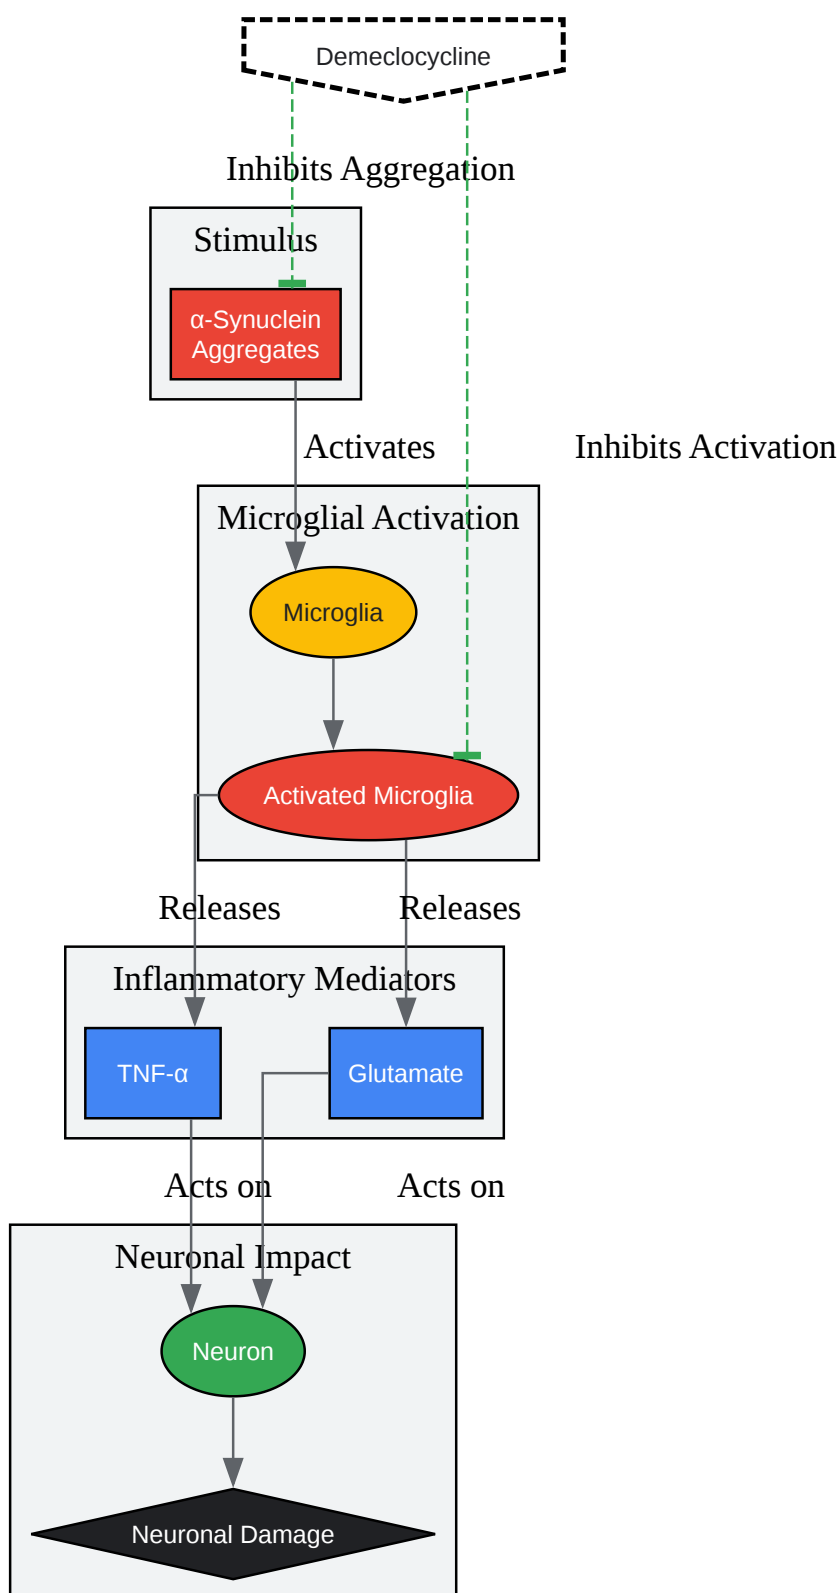 Demeclocycline
Inhibits Aggregation
Stimulus
α-Synuclein
Aggregates
Activates
Inhibits Activation
Microglial Activation
Microglia
Activated Microglia
Releases
Releases
Inflammatory Mediators
TNF-α
Glutamate
Acts on
Acts on
Neuronal Impact
Neuron
Neuronal Damage